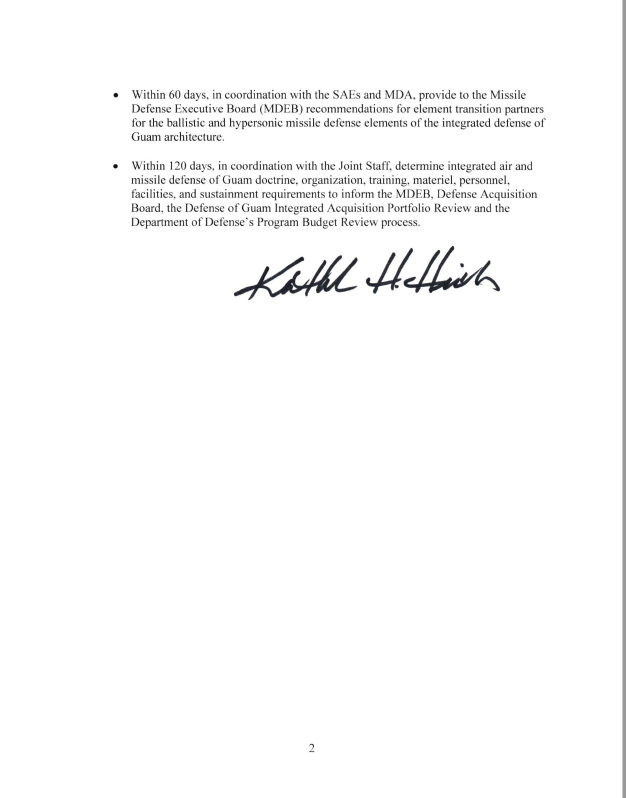 • Within 60 days, in coordination with the SAEs and MDA, provide to the Missile
Defense Executive Board (MDEB) recommendations for element transition partners
for the ballistic and hypersonic missile defense elements of the integrated defense of
Guam architecture.
• Within 120 days, in coordination with the Joint Staff, determine integrated air and
missile defense of Guam doctrine, organization, training, materiel, personnel,
facilities, and sustainment requirements to inform the MDEB, Defense Acquisition
Board, the Defense of Guam Integrated Acquisition Portfolio Review and the
Department of Defense's Program Budget Review process.
2